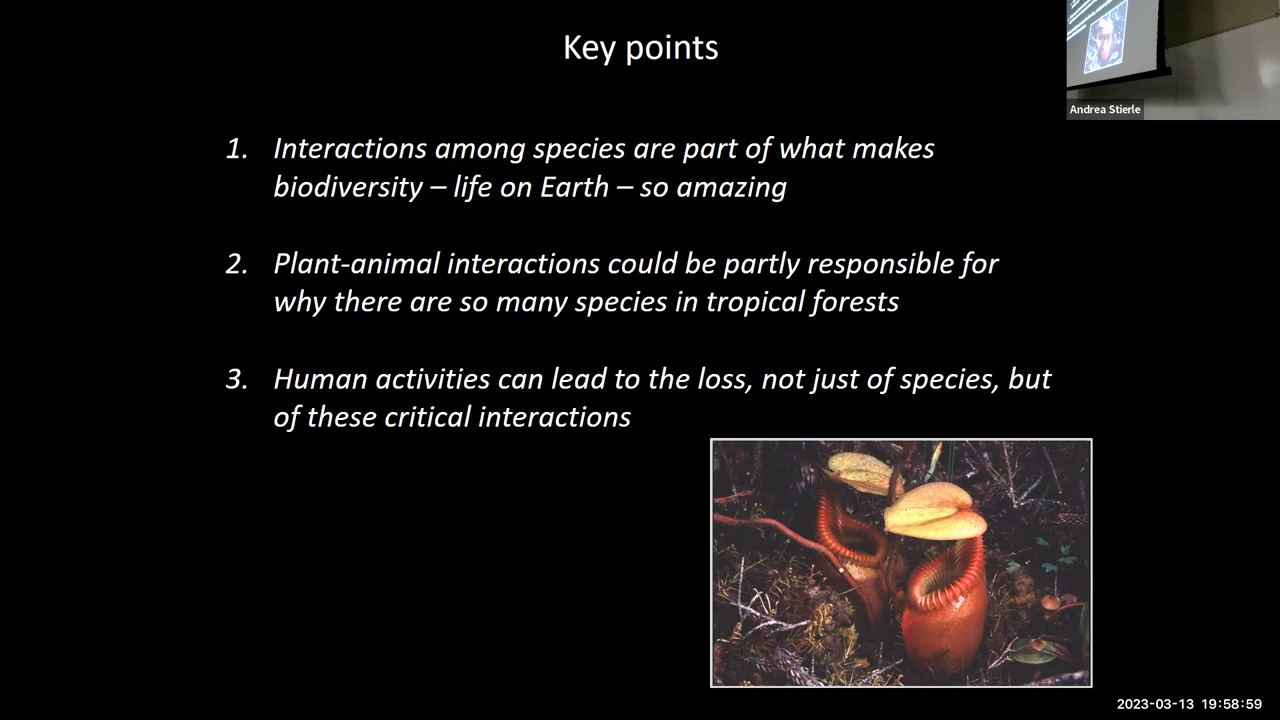 Key points
Andrea Stierle
1. Interactions among species are part of what makes
biodiversity – life on Earth – so amazing
2. Plant-animal interactions could be partly responsible for
why there are so many species in tropical forests
3. Human activities can lead to the loss, not just of species, but
of these critical interactions
2023-03-13 19:58:59